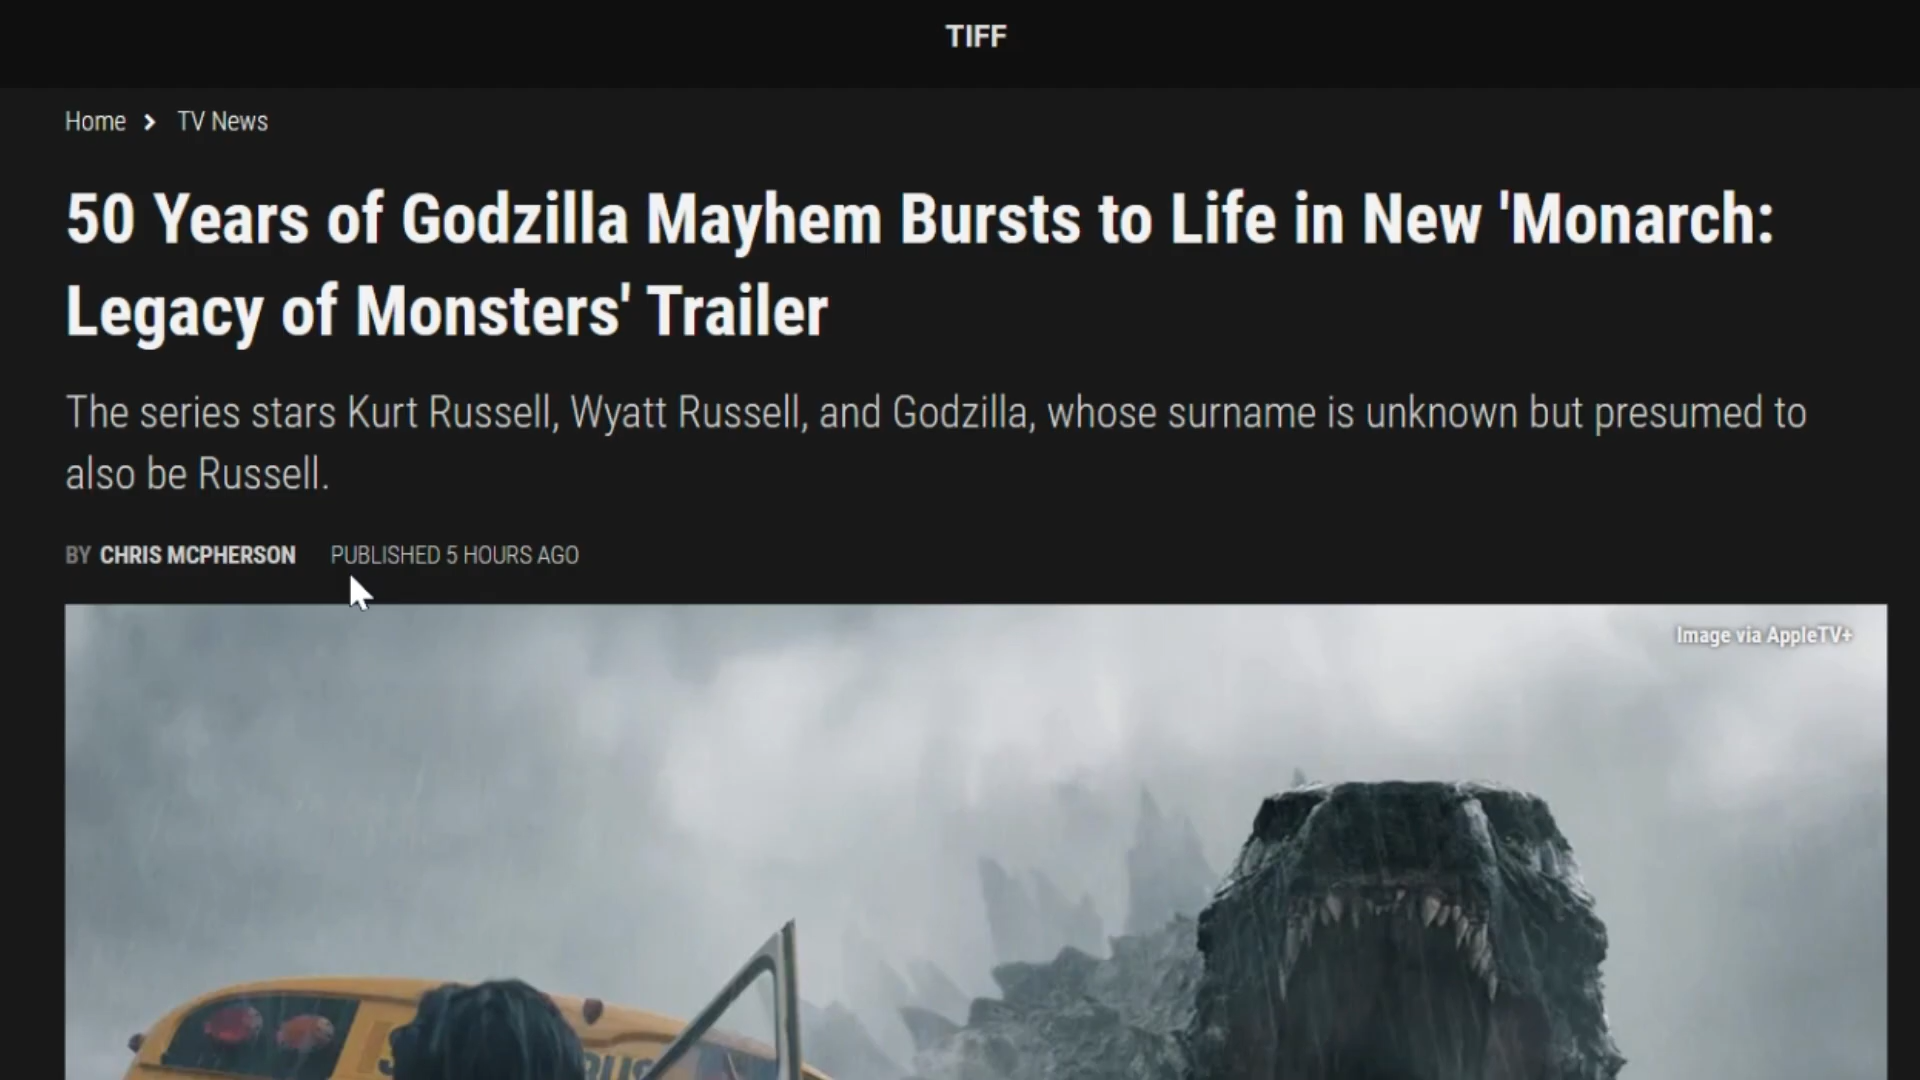 TIFF
Home > TV News
50 Years of Godzilla Mayhem Bursts to Life in New 'Monarch:
Legacy of Monsters' Trailer
The series stars Kurt Russell, Wyatt Russell, and Godzilla, whose surname is unknown but presumed to
also be Russell.
BY CHRIS MCPHERSON PUBLISHED 5 HOURS AGO
Image via AppleTV+